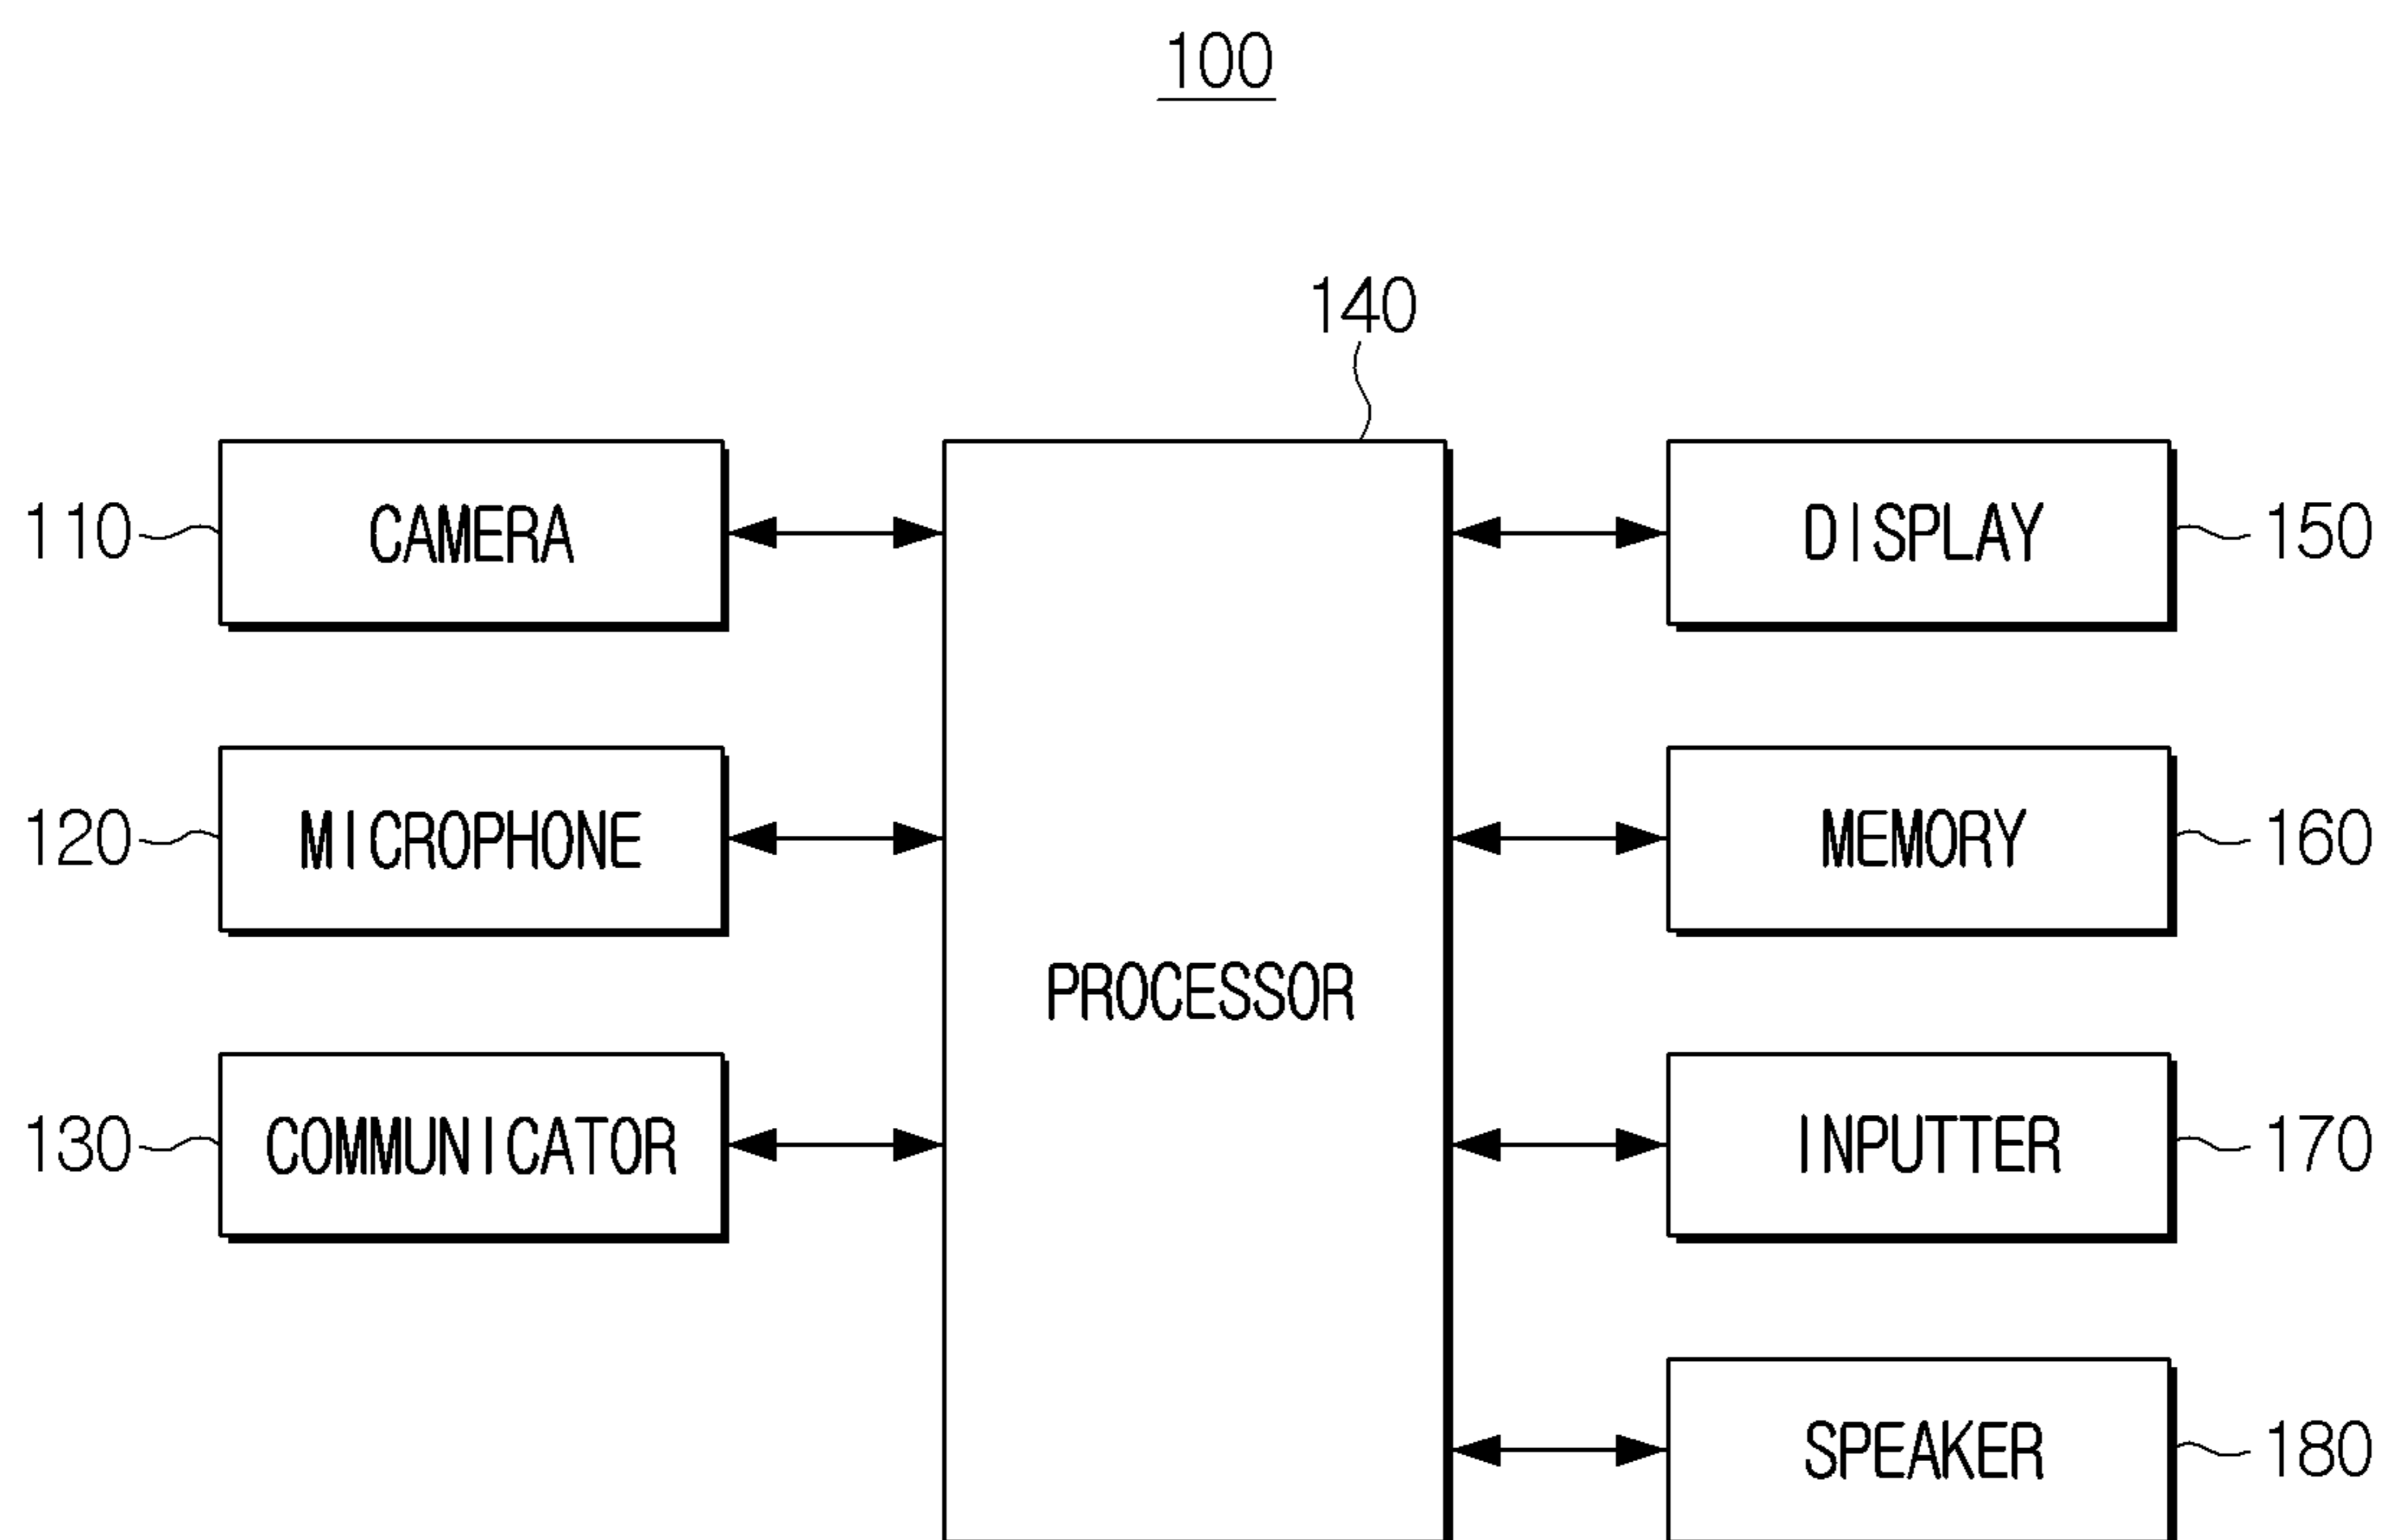 100
140
110 CAMERA DISPLAY 150
120 MICROPHONE MEMORY 160
PROCESSOR
130 COMMUNICATOR INPUTTER 170
SPEAKER 180